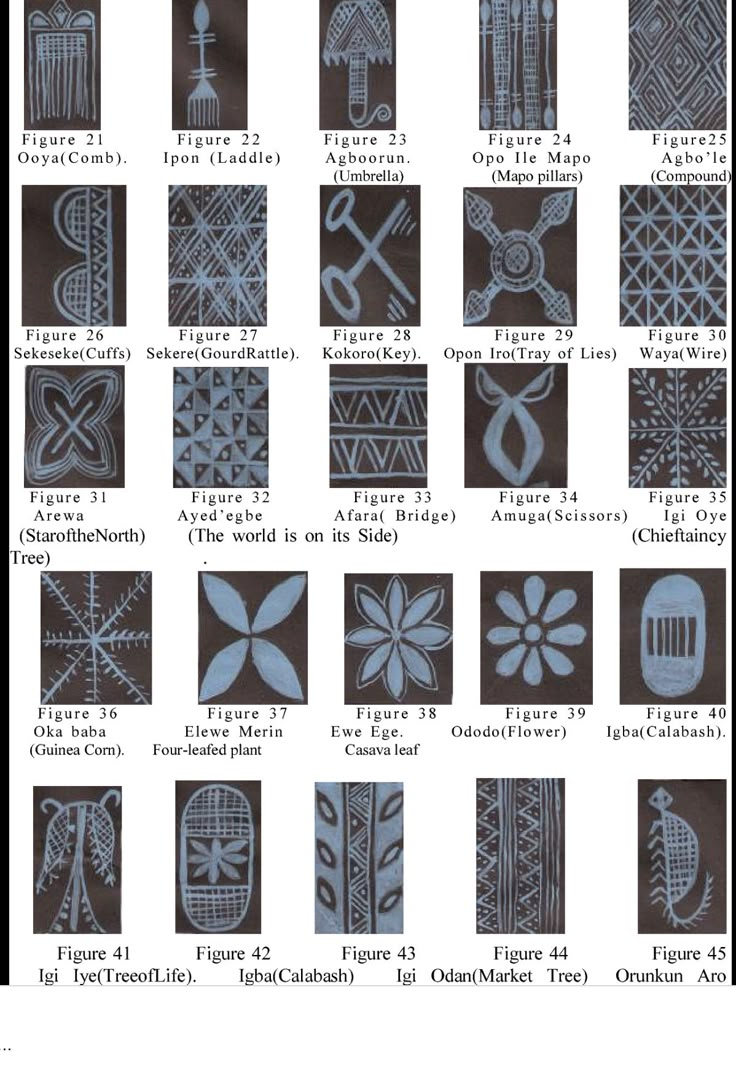 Figure 21 Figure 22 Figure 23 Figure 24 Figure25
Ooya(Comb). Ipon (Laddle) Agboorun. Opo Ile Mapo Agbo'le
(Umbrella) (Mapo pillars) (Compound)
Figure 26 Figure 27 Figure 28 Figure 29 Figure 30
Sekeseke(Cuffs) Sekere(GourdRattle). Kokoro(Key). Opon Iro(Tray of Lies) Waya(Wire)
Figure 31 Figure 32 Figure 33 Figure 34 Figure 35
Arewa Ayed'egbe Afara( Bridge) Amuga(Scissors) Igi Oye
(StaroftheNorth) (The world is on its Side) (Chieftaincy
Tree) .
Figure 36 Figure 37 Figure 38 Figure 39 Figure 40
Oka baba Elewe Merin Ewe Ege. Ododo(Flower) Igba(Calabash).
(Guinea Corn). Four-leafed plant Casava leaf
Figure 41 Figure 42 Figure 43 Figure 44 Figure 45
Igi Iye(TreeofLife). Igba(Calabash) Igi Odan(Market Tree) Orunkun Aro
...